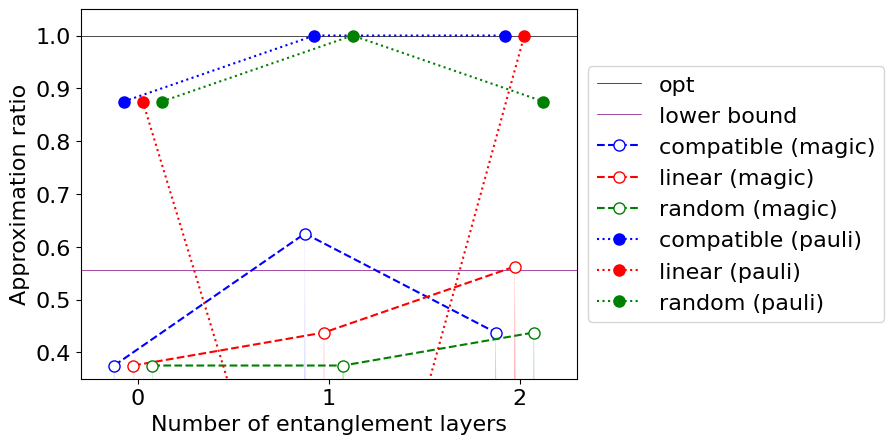 1.0
0.9
0.8
0.7
0.6
0.5
0.4
Approximation ratio
0
1
2
Number of entanglement layers
opt
lower bound
compatible (magic)
linear (magic)
random (magic)
compatible (pauli)
linear (pauli)
random (pauli)